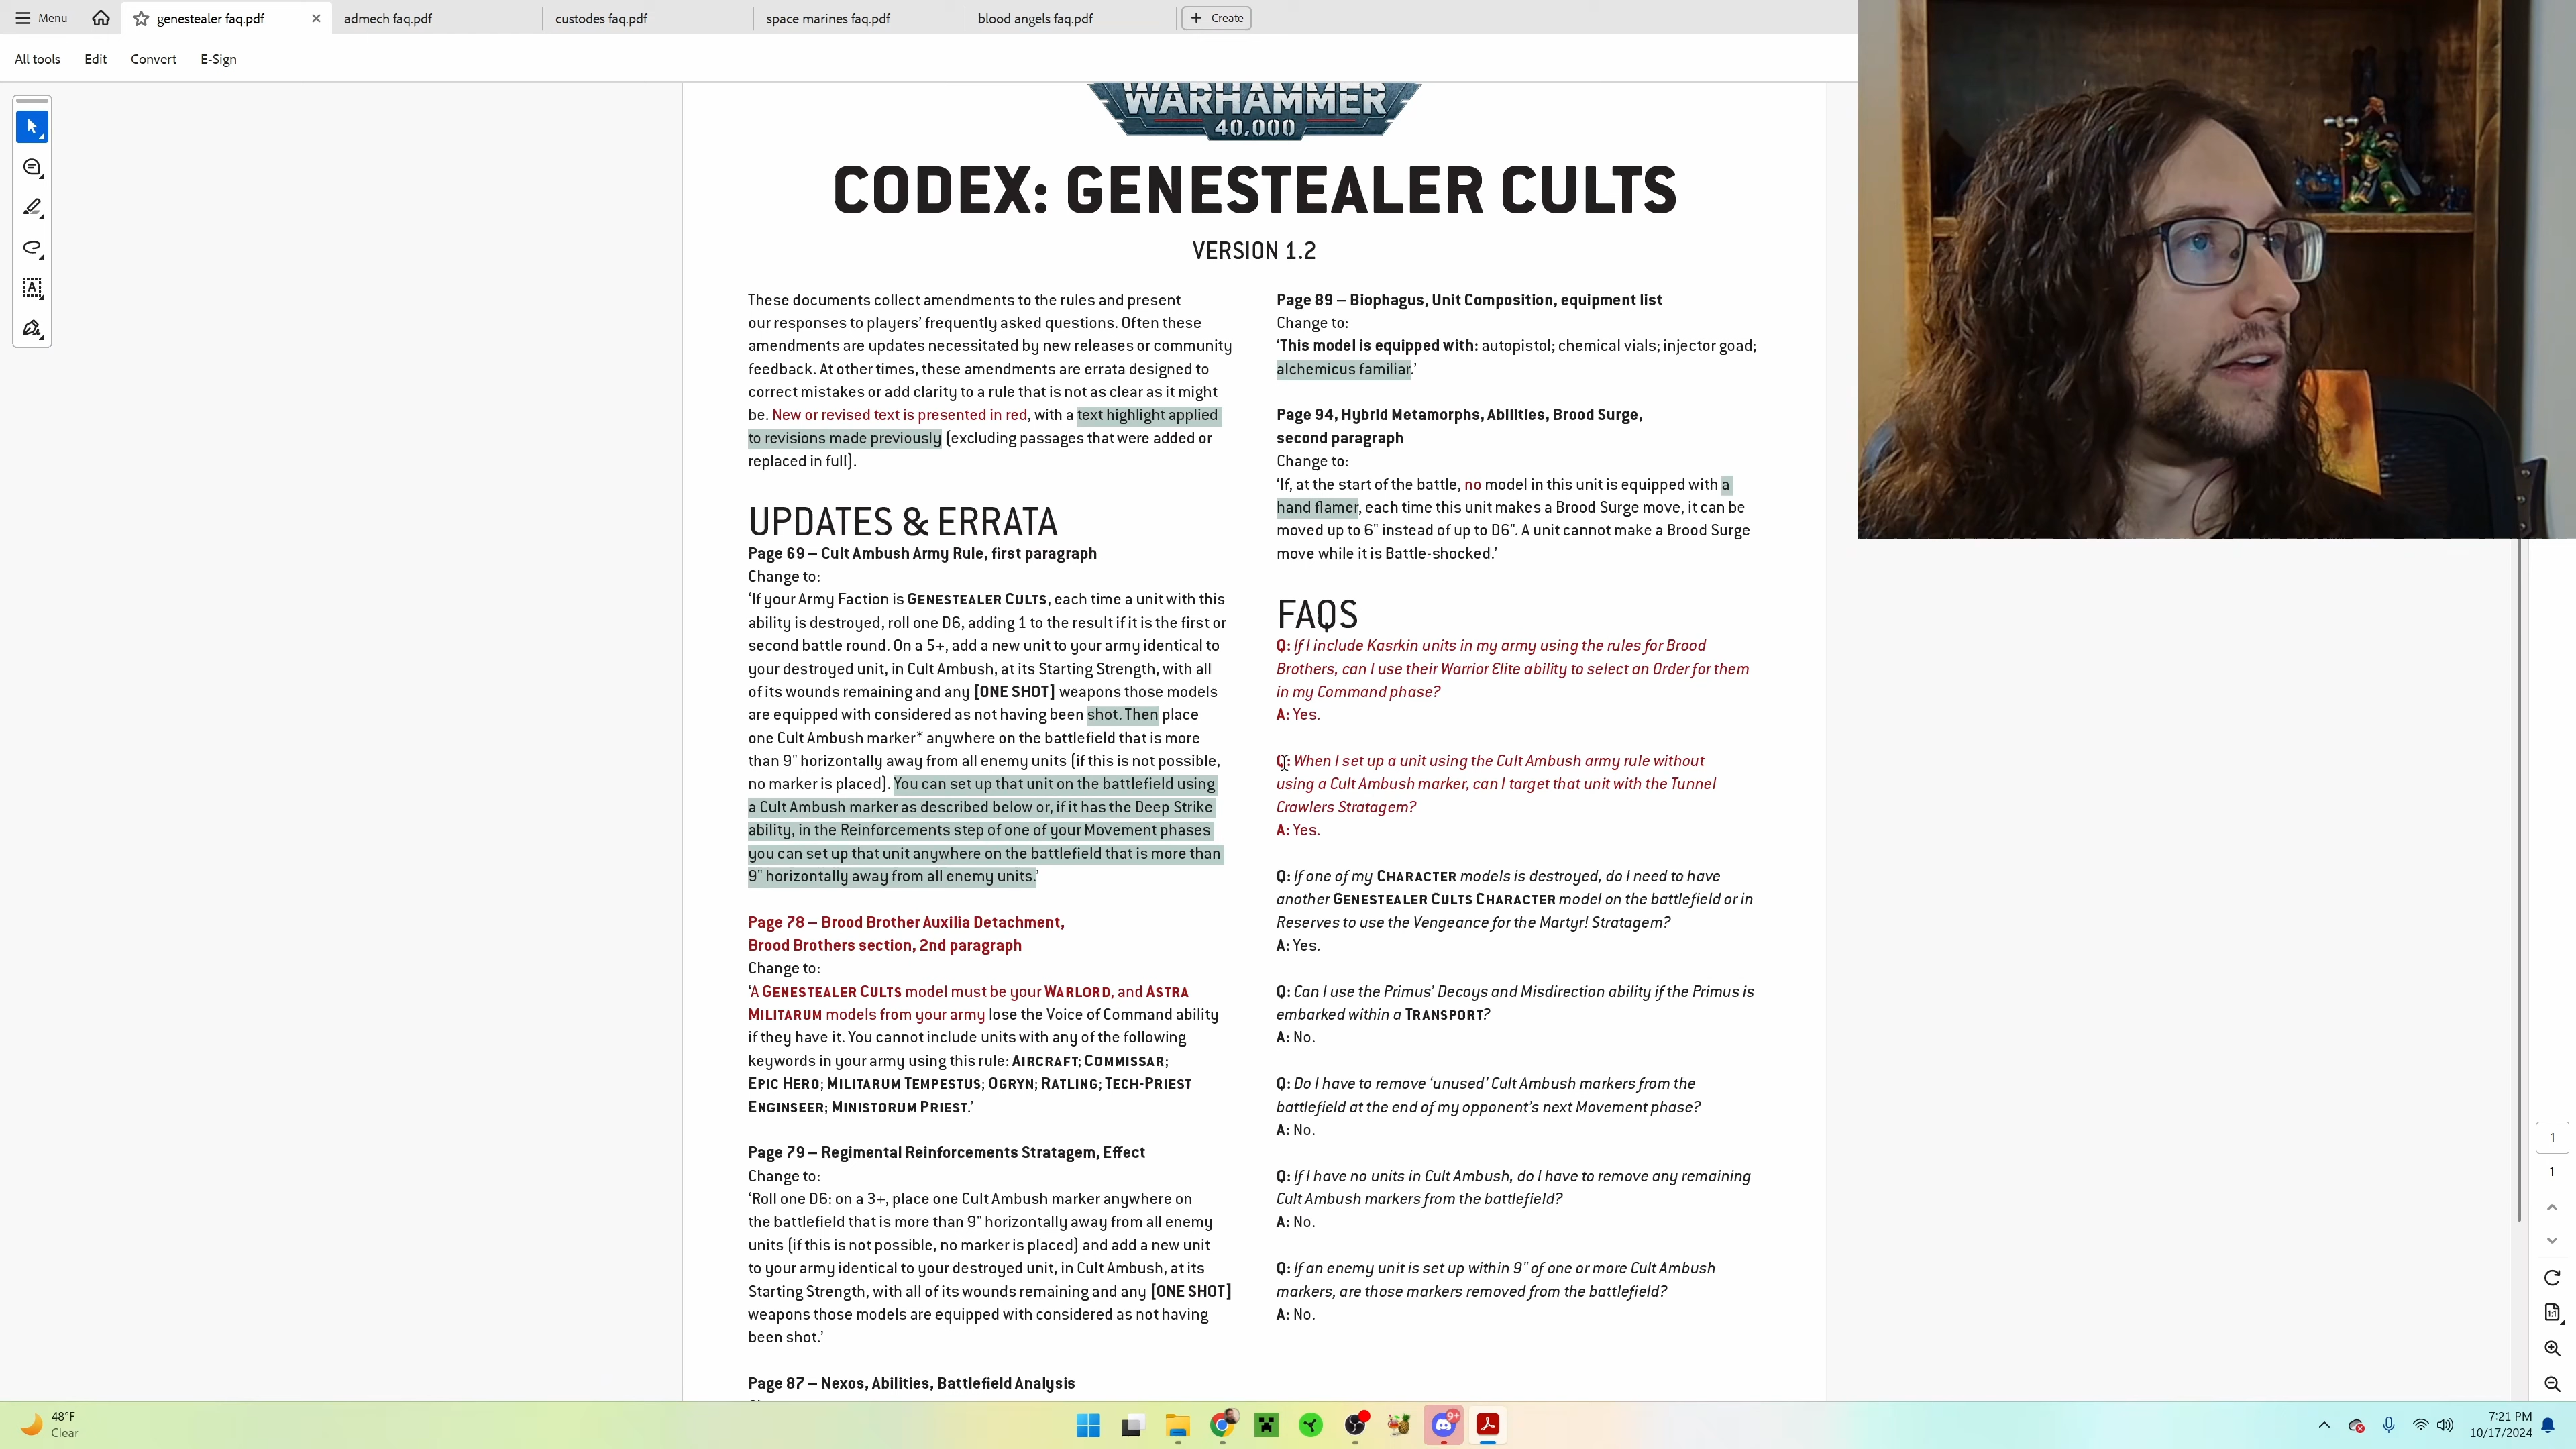 Menu
genestealer faq.pdf
admech faq.pdf
custodes faq.pdf
space marines faq.pdf
blood angels faq.pdf
Create
All tools
Edit
Convert
E-Sign
WARHAMMER
40,000
CODEX: GENESTEALER CULTS
VERSION 1.2
These documents collect amendments to the rules and present
our responses to players’ frequently asked questions. Often these
amendments are updates necessitated by new releases or community
feedback. At other times, these amendments are errata designed to
correct mistakes or add clarity to a rule that is not as clear as it might
be. New or revised text is presented in red, with a text highlight applied
to revisions made previously (excluding passages that were added or
replaced in full).
UPDATES & ERRATA
Page 69 – Cult Ambush Army Rule, first paragraph
Change to:
‘If your Army Faction is GENESTEALER CULTS, each time a unit with this
ability is destroyed, roll one D6, adding 1 to the result if it is the first or
second battle round. On a 5+, add a new unit to your army identical to
your destroyed unit, in Cult Ambush, at its Starting Strength, with all
of its wounds remaining and any [ONE SHOT] weapons those models
are equipped with considered as not having been shot. Then place
one Cult Ambush marker* anywhere on the battlefield that is more
than 9" horizontally away from all enemy units (if this is not possible,
no marker is placed). You can set up that unit on the battlefield using
a Cult Ambush marker as described below or, if it has the Deep Strike
ability, in the Reinforcements step of one of your Movement phases
you can set up that unit anywhere on the battlefield that is more than
9" horizontally away from all enemy units.’
Page 78 – Brood Brother Auxilia Detachment,
Brood Brothers section, 2nd paragraph
Change to:
‘A GENESTEALER CULTS model must be your WARLORD, and ASTRA
MILITARUM models from your army lose the Voice of Command ability
if they have it. You cannot include units with any of the following
keywords in your army using this rule: AIRCRAFT; COMMISSAR;
EPIC HERO; MILITARUM TEMPESTUS; OGRYN; RATLING; TECH-PRIEST
ENGINSEER; MINISTORUM PRIEST.’
Page 79 – Regimental Reinforcements Stratagem, Effect
Change to:
‘Roll one D6: on a 3+, place one Cult Ambush marker anywhere on
the battlefield that is more than 9" horizontally away from all enemy
units (if this is not possible, no marker is placed) and add a new unit
to your army identical to your destroyed unit, in Cult Ambush, at its
Starting Strength, with all of its wounds remaining and any [ONE SHOT]
weapons those models are equipped with considered as not having
been shot.’
Page 87 – Nexos, Abilities, Battlefield Analysis
Page 89 – Biophagus, Unit Composition, equipment list
Change to:
‘This model is equipped with: autopistol; chemical vials; injector goad;
alchemicus familiar.’
Page 94, Hybrid Metamorphs, Abilities, Brood Surge,
second paragraph
Change to:
‘If, at the start of the battle, no model in this unit is equipped with a
hand flamer, each time this unit makes a Brood Surge move, it can be
moved up to 6" instead of up to D6". A unit cannot make a Brood Surge
move while it is Battle-shocked.’
FAQS
Q: If I include Kasrkin units in my army using the rules for Brood
Brothers, can I use their Warrior Elite ability to select an Order for them
in my Command phase?
A: Yes.
Q: When I set up a unit using the Cult Ambush army rule without
using a Cult Ambush marker, can I target that unit with the Tunnel
Crawlers Stratagem?
A: Yes.
Q: If one of my CHARACTER models is destroyed, do I need to have
another GENESTEALER CULTS CHARACTER model on the battlefield or in
Reserves to use the Vengeance for the Martyr! Stratagem?
A: Yes.
Q: Can I use the Primus’ Decoys and Misdirection ability if the Primus is
embarked within a TRANSPORT?
A: No.
Q: Do I have to remove ‘unused’ Cult Ambush markers from the
battlefield at the end of my opponent’s next Movement phase?
A: No.
Q: If I have no units in Cult Ambush, do I have to remove any remaining
Cult Ambush markers from the battlefield?
A: No.
Q: If an enemy unit is set up within 9" of one or more Cult Ambush
markers, are those markers removed from the battlefield?
A: No.
1
1
48°F
Clear
9+
7:21 PM
10/17/2024